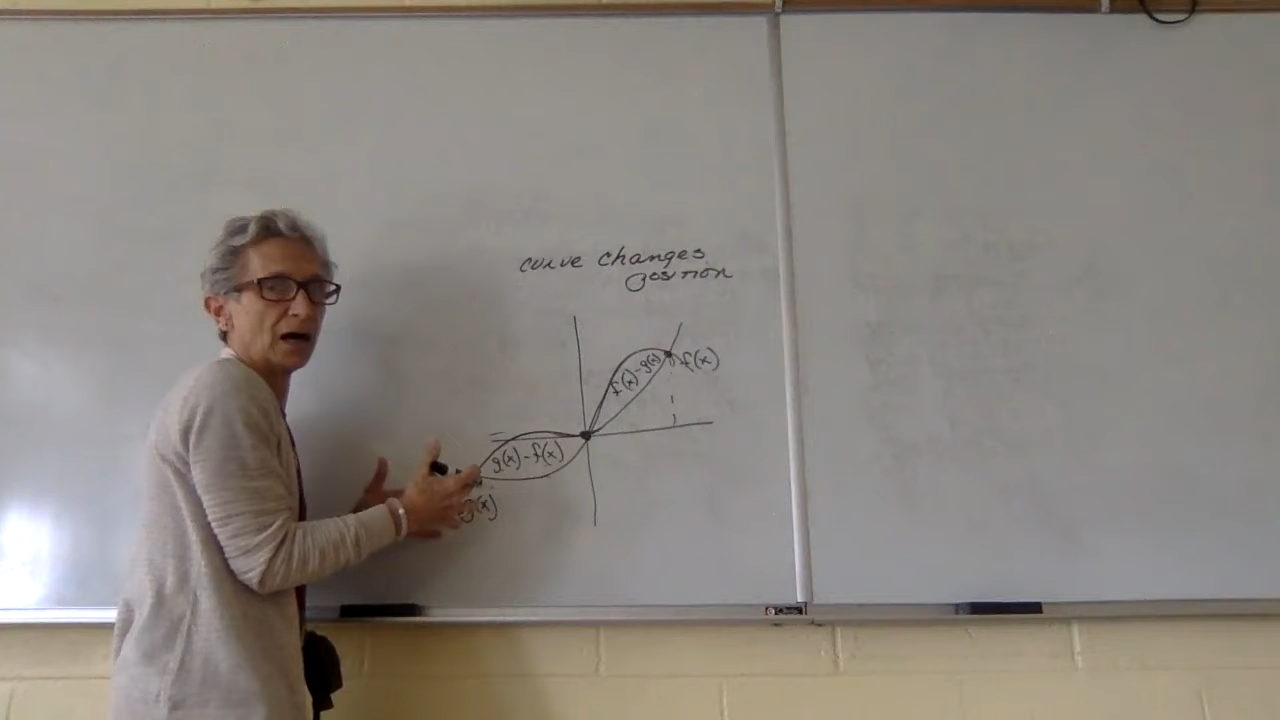 curve changes
position
f(x) - g(x)
f(x)
g(x) - f(x)
g(x)